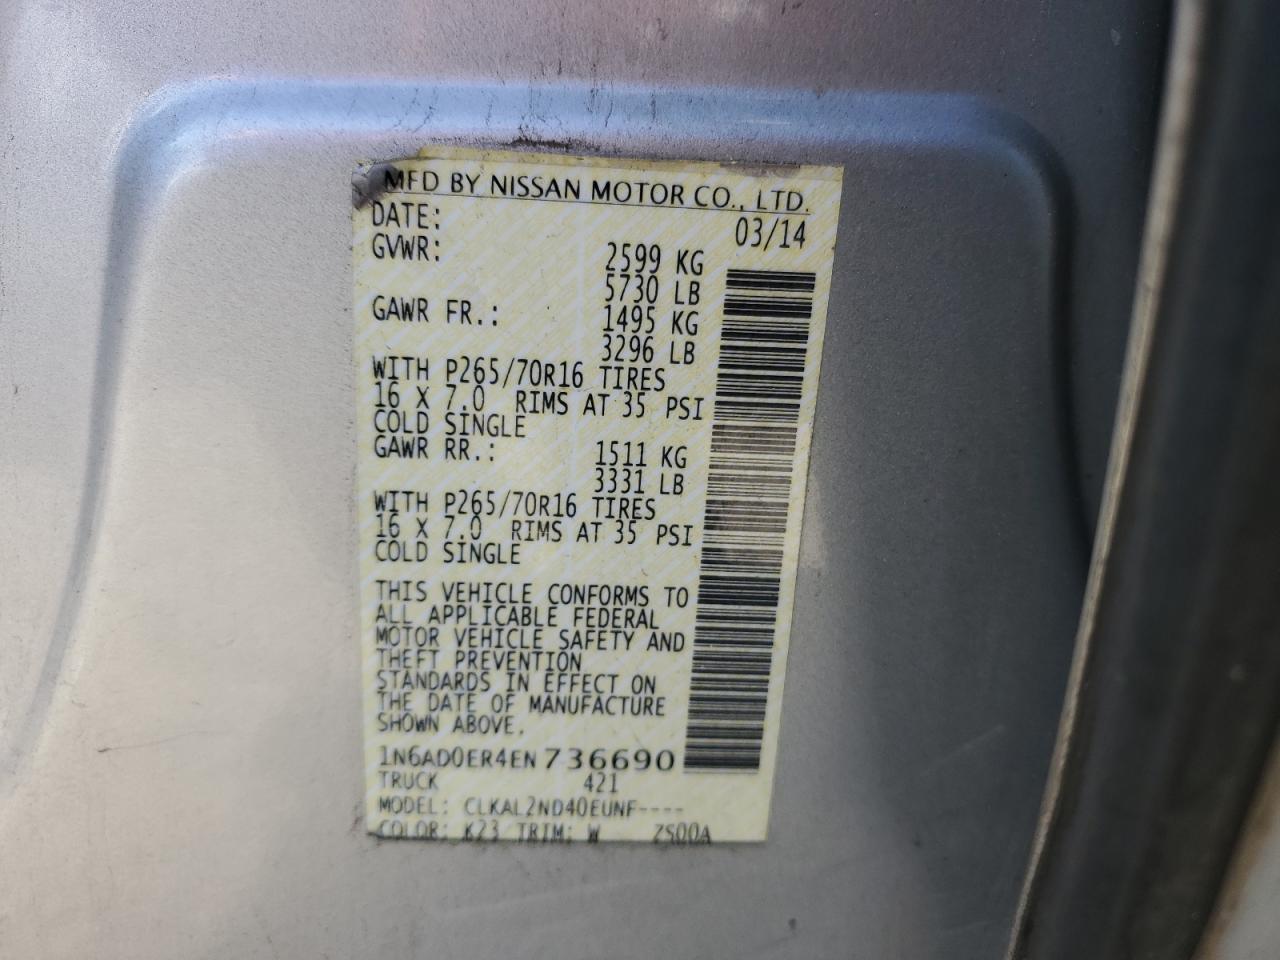 MFD BY NISSAN MOTOR CO., LTD.
DATE: 03/14
GVWR: 2599 KG
5730 LB
GAWR FR.: 1495 KG
3296 LB
WITH P265/70R16 TIRES
16 X 7.0 RIMS AT 35 PSI
COLD SINGLE
GAWR RR.: 1511 KG
3331 LB
WITH P265/70R16 TIRES
16 X 7.0 RIMS AT 35 PSI
COLD SINGLE
THIS VEHICLE CONFORMS TO
ALL APPLICABLE FEDERAL
MOTOR VEHICLE SAFETY AND
THEFT PREVENTION
STANDARDS IN EFFECT ON
THE DATE OF MANUFACTURE
SHOWN ABOVE.
1N6AD0ER4EN736690
TRUCK 421
MODEL: CLKAL2ND40EUNF----
COLOR: K23 TRIM: W ZS00A